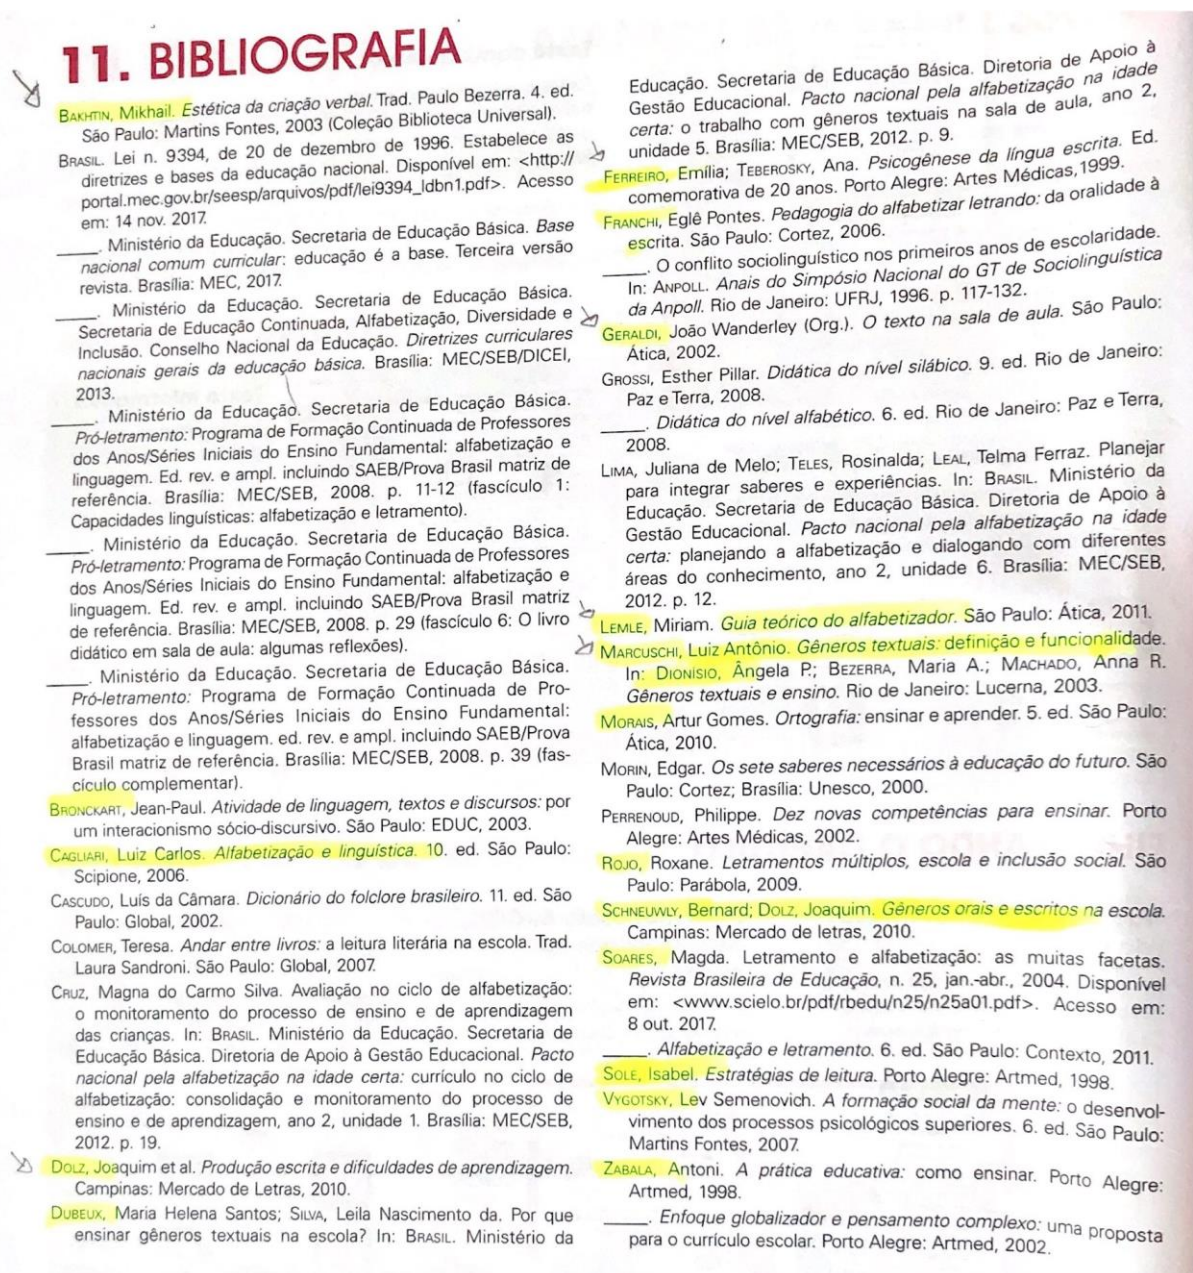 11. BIBLIOGRAFIA
BAKHTIN, Mikhail. Estética da criação verbal. Trad. Paulo Bezerra. 4. ed.
São Paulo: Martins Fontes, 2003 (Coleção Biblioteca Universal).
BRASIL. Lei n. 9394, de 20 de dezembro de 1996. Estabelece as
diretrizes e bases da educação nacional. Disponível em: <http://
portal.mec.gov.br/seesp/arquivos/pdf/lei9394_ldbn1.pdf>. Acesso
em: 14 nov. 2017.
_____. Ministério da Educação. Secretaria de Educação Básica. Base
nacional comum curricular: educação é a base. Terceira versão
revista. Brasília: MEC, 2017.
_____. Ministério da Educação. Secretaria de Educação Básica.
Secretaria de Educação Continuada, Alfabetização, Diversidade e
Inclusão. Conselho Nacional da Educação. Diretrizes curriculares
nacionais gerais da educação básica. Brasília: MEC/SEB/DICEI,
2013.
_____. Ministério da Educação. Secretaria de Educação Básica.
Pró-letramento: Programa de Formação Continuada de Professores
dos Anos/Séries Iniciais do Ensino Fundamental: alfabetização e
linguagem. Ed. rev. e ampl. incluindo SAEB/Prova Brasil matriz de
referência. Brasília: MEC/SEB, 2008. p. 11-12 (fascículo 1:
Capacidades linguísticas: alfabetização e letramento).
_____. Ministério da Educação. Secretaria de Educação Básica.
Pró-letramento: Programa de Formação Continuada de Professores
dos Anos/Séries Iniciais do Ensino Fundamental: alfabetização e
linguagem. Ed. rev. e ampl. incluindo SAEB/Prova Brasil matriz
de referência. Brasília: MEC/SEB, 2008. p. 29 (fascículo 6: O livro
didático em sala de aula: algumas reflexões).
_____. Ministério da Educação. Secretaria de Educação Básica.
Pró-letramento: Programa de Formação Continuada de Pro-
fessores dos Anos/Séries Iniciais do Ensino Fundamental:
alfabetização e linguagem. ed. rev. e ampl. incluindo SAEB/Prova
Brasil matriz de referência. Brasília: MEC/SEB, 2008. p. 39 (fas-
cículo complementar).
BRONCKART, Jean-Paul. Atividade de linguagem, textos e discursos: por
um interacionismo sócio-discursivo. São Paulo: EDUC, 2003.
CAGLIARI, Luiz Carlos. Alfabetização e linguística. 10. ed. São Paulo:
Scipione, 2006.
CASCUDO, Luís da Câmara. Dicionário do folclore brasileiro. 11. ed. São
Paulo: Global, 2002.
COLOMER, Teresa. Andar entre livros: a leitura literária na escola. Trad.
Laura Sandroni. São Paulo: Global, 2007.
CRUZ, Magna do Carmo Silva. Avaliação no ciclo de alfabetização:
o monitoramento do processo de ensino e de aprendizagem
das crianças. In: BRASIL. Ministério da Educação. Secretaria de
Educação Básica. Diretoria de Apoio à Gestão Educacional. Pacto
nacional pela alfabetização na idade certa: currículo no ciclo de
alfabetização: consolidação e monitoramento do processo de
ensino e de aprendizagem, ano 2, unidade 1. Brasília: MEC/SEB,
2012. p. 19.
DOLZ, Joaquim et al. Produção escrita e dificuldades de aprendizagem.
Campinas: Mercado de Letras, 2010.
DUBEUX, Maria Helena Santos; SILVA, Leila Nascimento da. Por que
ensinar gêneros textuais na escola? In: BRASIL. Ministério da
Educação. Secretaria de Educação Básica. Diretoria de Apoio à
Gestão Educacional. Pacto nacional pela alfabetização na idade
certa: o trabalho com gêneros textuais na sala de aula, ano 2,
unidade 5. Brasília: MEC/SEB, 2012. p. 9.
FERREIRO, Emília; TEBEROSKY, Ana. Psicogênese da língua escrita. Ed.
comemorativa de 20 anos. Porto Alegre: Artes Médicas, 1999.
FRANCHI, Eglê Pontes. Pedagogia do alfabetizar letrando: da oralidade à
escrita. São Paulo: Cortez, 2006.
_____. O conflito sociolinguístico nos primeiros anos de escolaridade.
In: ANPOLL. Anais do Simpósio Nacional do GT de Sociolinguística
da Anpoll. Rio de Janeiro: UFRJ, 1996. p. 117-132.
GERALDI, João Wanderley (Org.). O texto na sala de aula. São Paulo:
Ática, 2002.
GROSSI, Esther Pillar. Didática do nível silábico. 9. ed. Rio de Janeiro:
Paz e Terra, 2008.
_____. Didática do nível alfabético. 6. ed. Rio de Janeiro: Paz e Terra,
2008.
LIMA, Juliana de Melo; TELES, Rosinalda; LEAL, Telma Ferraz. Planejar
para integrar saberes e experiências. In: BRASIL. Ministério da
Educação. Secretaria de Educação Básica. Diretoria de Apoio à
Gestão Educacional. Pacto nacional pela alfabetização na idade
certa: planejando a alfabetização e dialogando com diferentes
áreas do conhecimento, ano 2, unidade 6. Brasília: MEC/SEB,
2012. p. 12.
LEMLE, Miriam. Guia teórico do alfabetizador. São Paulo: Ática, 2011.
MARCUSCHI, Luiz Antônio. Gêneros textuais: definição e funcionalidade.
In: DIONÍSIO, Ângela P.; BEZERRA, Maria A.; MACHADO, Anna R.
Gêneros textuais e ensino. Rio de Janeiro: Lucerna, 2003.
MORAIS, Artur Gomes. Ortografia: ensinar e aprender. 5. ed. São Paulo:
Ática, 2010.
MORIN, Edgar. Os sete saberes necessários à educação do futuro. São
Paulo: Cortez; Brasília: Unesco, 2000.
PERRENOUD, Philippe. Dez novas competências para ensinar. Porto
Alegre: Artes Médicas, 2002.
ROJO, Roxane. Letramentos múltiplos, escola e inclusão social. São
Paulo: Parábola, 2009.
SCHNEUWLY, Bernard; DOLZ, Joaquim. Gêneros orais e escritos na escola.
Campinas: Mercado de letras, 2010.
SOARES, Magda. Letramento e alfabetização: as muitas facetas.
Revista Brasileira de Educação, n. 25, jan.-abr., 2004. Disponível
em: <www.scielo.br/pdf/rbedu/n25/n25a01.pdf>. Acesso em:
8 out. 2017.
_____. Alfabetização e letramento. 6. ed. São Paulo: Contexto, 2011.
SOLE, Isabel. Estratégias de leitura. Porto Alegre: Artmed, 1998.
VYGOTSKY, Lev Semenovich. A formação social da mente: o desenvol-
vimento dos processos psicológicos superiores. 6. ed. São Paulo:
Martins Fontes, 2007.
ZABALA, Antoni. A prática educativa: como ensinar. Porto Alegre:
Artmed, 1998.
_____. Enfoque globalizador e pensamento complexo: uma proposta
para o currículo escolar. Porto Alegre: Artmed, 2002.